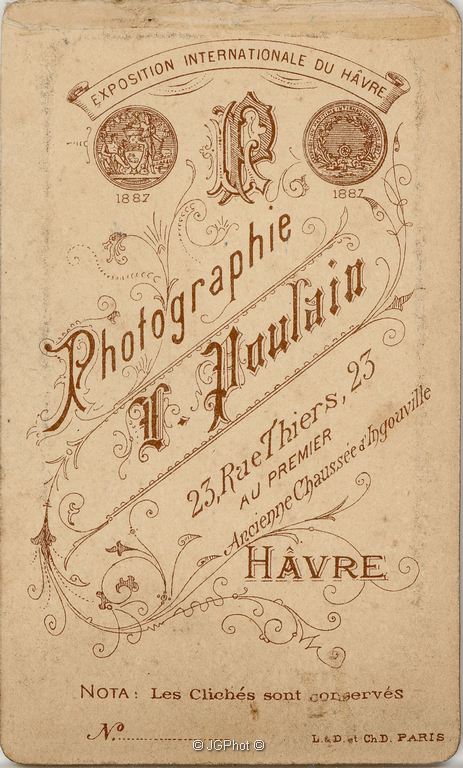 EXPOSITION INTERNATIONALE DU HÂVRE
1887 1887
Photographie
L. Poulain
23, Rue Thiers, 23
AU PREMIER
Ancienne Chaussée d'Ingouville
HÂVRE
NOTA: Les Clichés sont conservés
No
© JGPhot ©
L. & D. et Ch D. PARIS